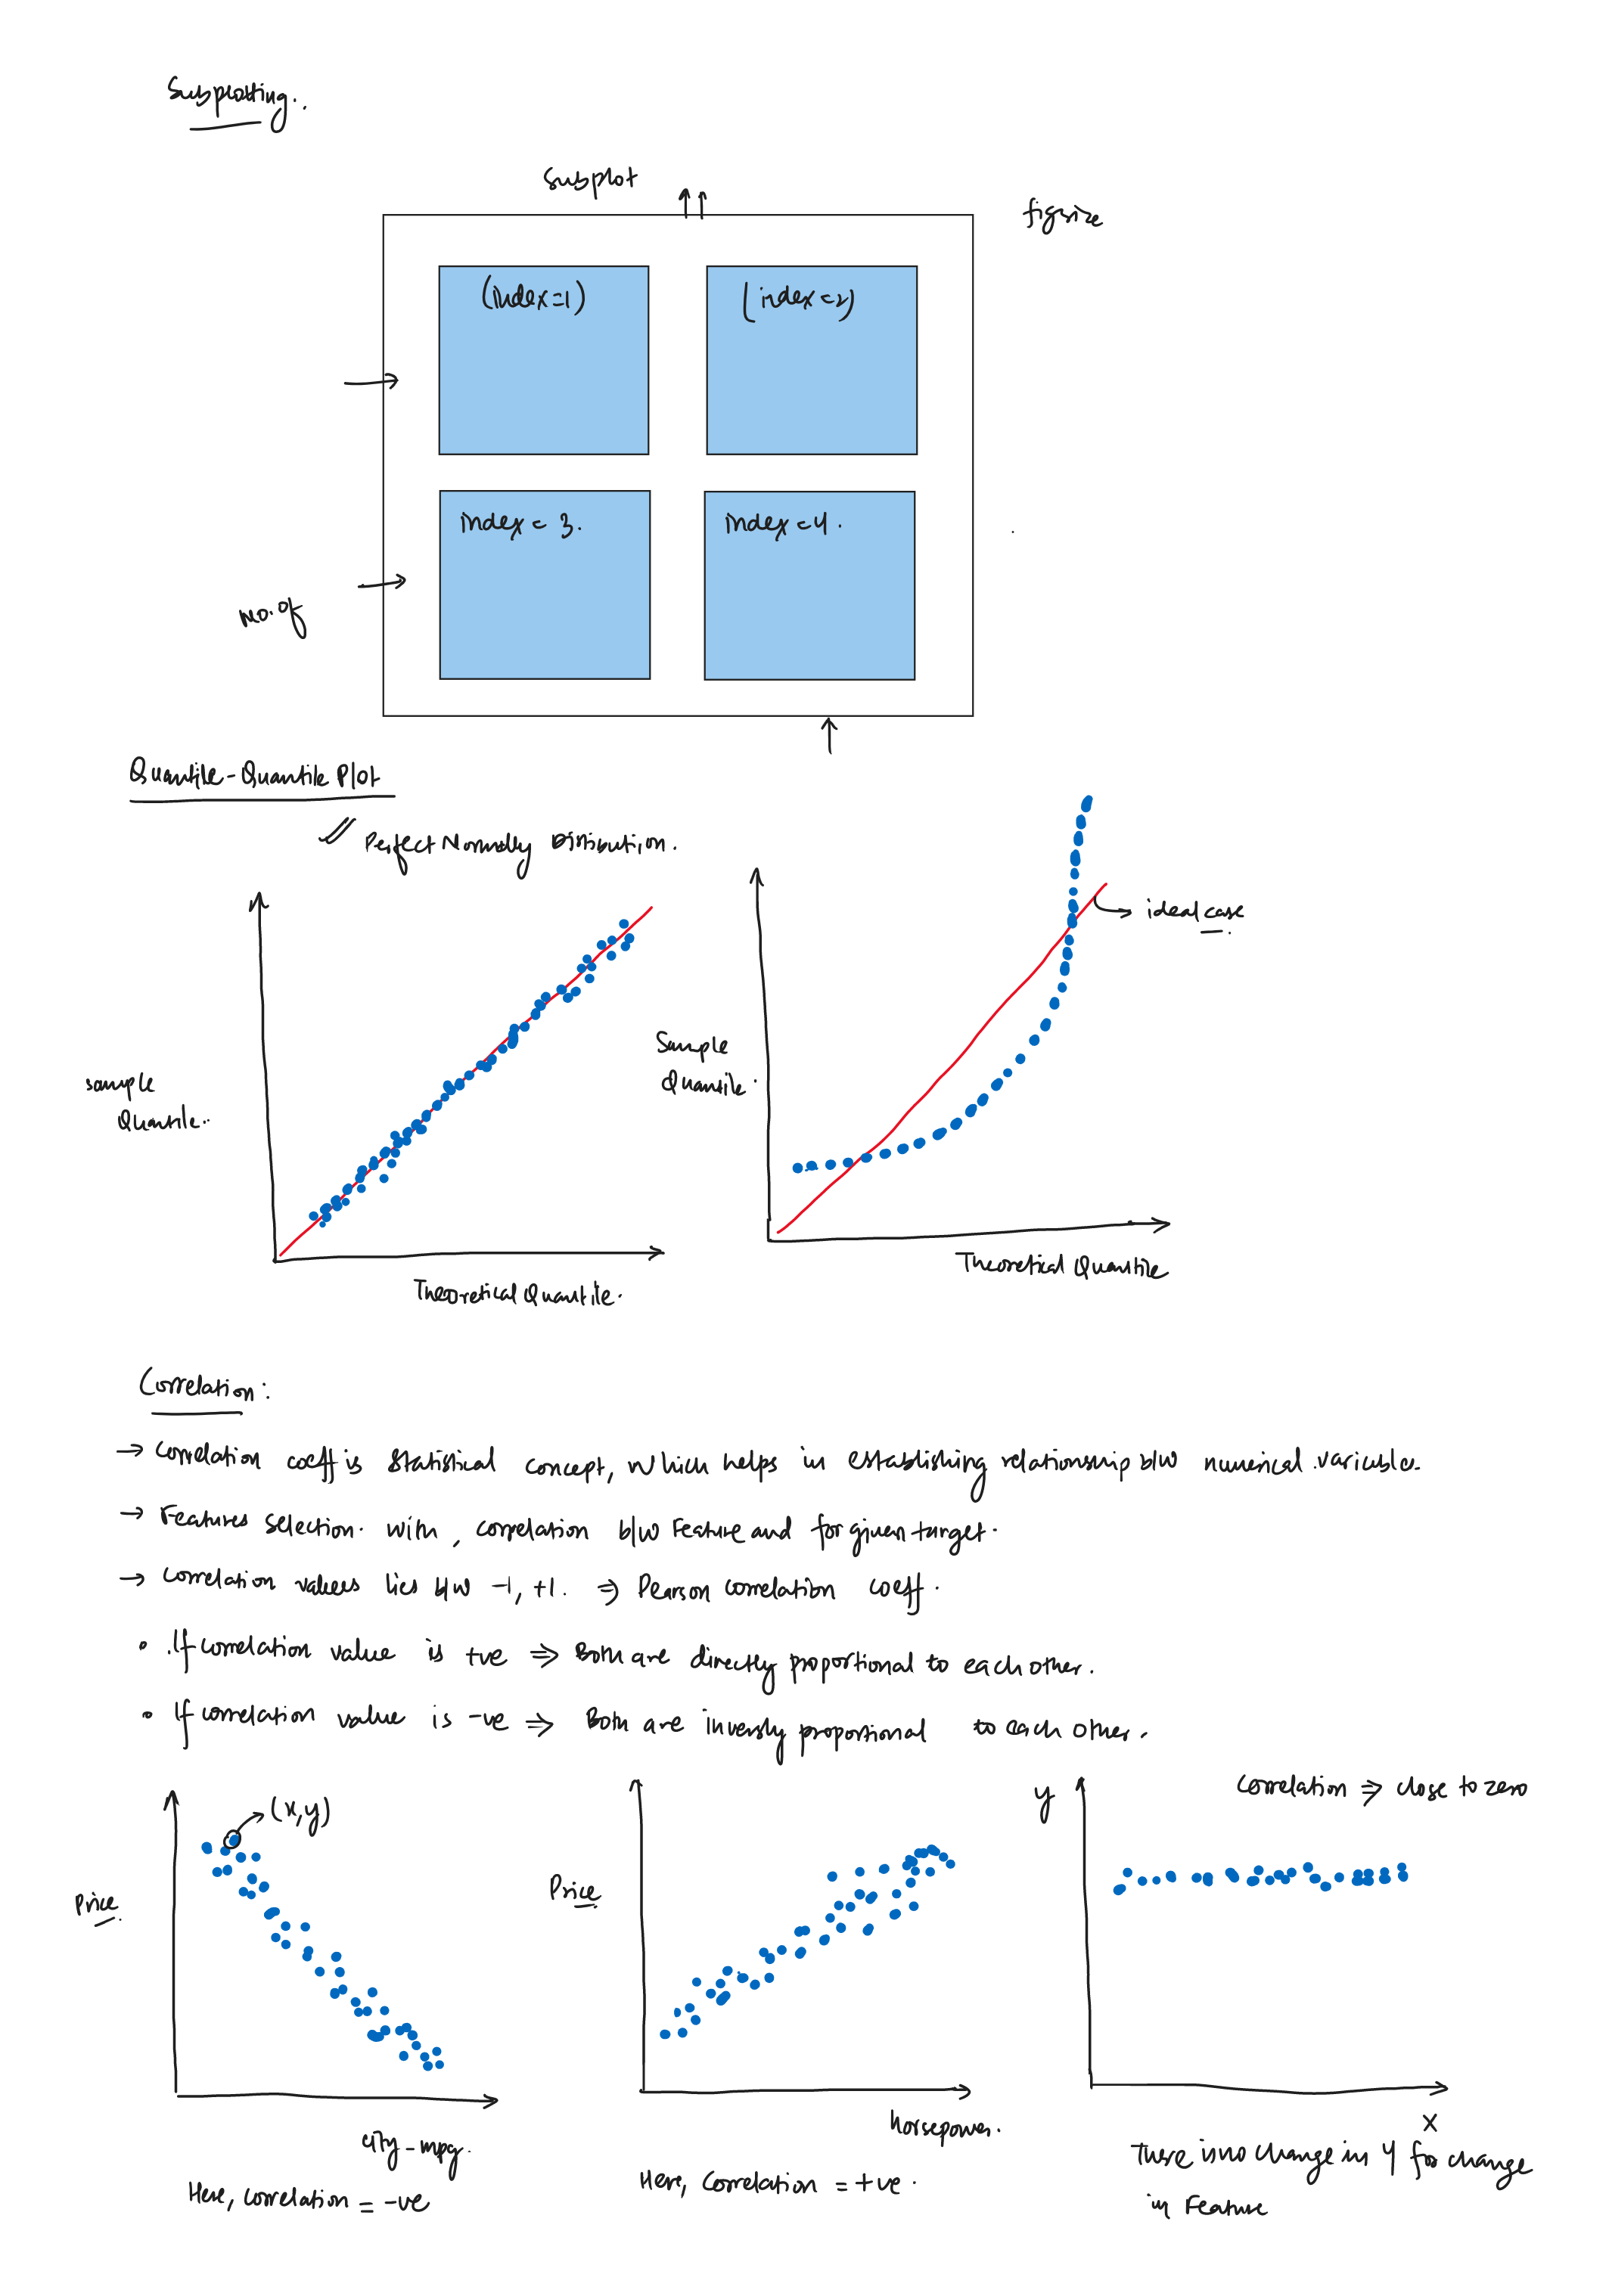 Subplotting.
subplot
figsize
(index=1)
(index=2)
index = 3.
index = 4.
no. of
Quantile-Quantile Plot
Perfect Normally Distribution.
ideal case.
Sample
Quantile.
sample
Quantile.
Theoretical Quantile
Theoretical Quantile.
Correlation:
→ Correlation coeff is statistical concept, which helps in establishing relationship b/w numerical variable.
→ Features selection. with, correlation b/w Feature and for given target.
→ Correlation values lies b/w -1, +1. ⇒ Pearson correlation coeff.
• If correlation value is +ve ⇒ Both are directly proportional to each other.
• If correlation value is -ve ⇒ Both are inversly proportional to each other.
(x,y)
Price
city-mpg.
Here, correlation = -ve
Price
horsepower.
Here, Correlation = +ve.
y
Correlation ⇒ close to zero
x
There is no change in y for change
in Feature